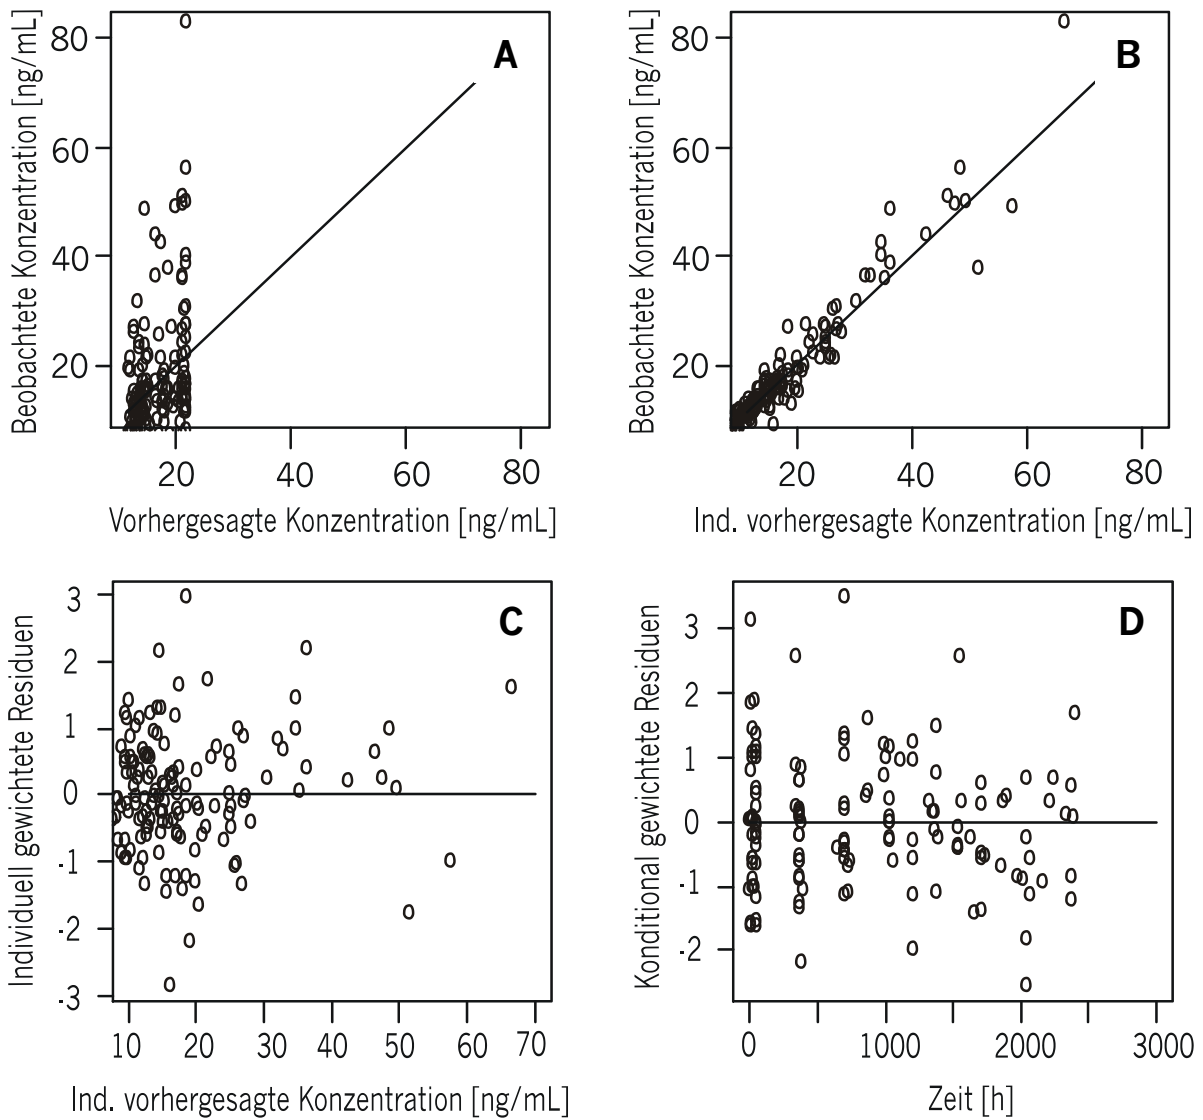 Beobachtete Konzentration [ng/mL]
80
60
40
20
A
20 40 60 80
Vorhergesagte Konzentration [ng/mL]
Beobachtete Konzentration [ng/mL]
80
60
40
20
B
20 40 60 80
Ind. vorhergesagte Konzentration [ng/mL]
Individuell gewichtete Residuen
3
2
1
0
-1
-2
-3
C
10 20 30 40 50 60 70
Ind. vorhergesagte Konzentration [ng/mL]
Konditional gewichtete Residuen
3
2
1
0
-1
-2
D
0 1000 2000 3000
Zeit [h]